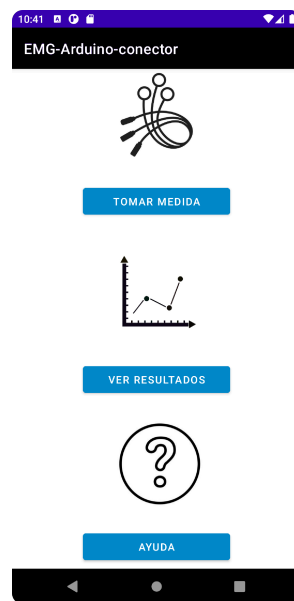 10:41
EMG-Arduino-conector
TOMAR MEDIDA
VER RESULTADOS
AYUDA